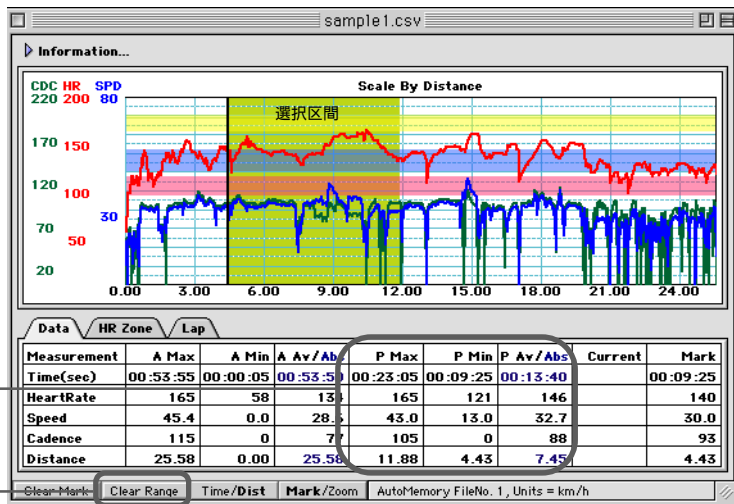 sample1.csv
Information...
CDC HR SPD
Scale By Distance
220 200 80
選択区間
170 150
120
100
30
70
50
20
0.00 3.00 6.00 9.00 12.00 15.00 18.00 21.00 24.00
Data HR Zone Lap
Measurement A Max A Min A Av/Abs P Max P Min P Av/Abs Current Mark
Time(sec) 00:53:55 00:00:05 00:53:50 00:23:05 00:09:25 00:13:40 00:09:25
HeartRate 165 58 134 165 121 146 140
Speed 45.4 0.0 28.5 43.0 13.0 32.7 30.0
Cadence 115 0 77 105 0 88 93
Distance 25.58 0.00 25.58 11.88 4.43 7.45 4.43
Clear Mark Clear Range Time/Dist Mark/Zoom AutoMemory FileNo. 1, Units = km/h